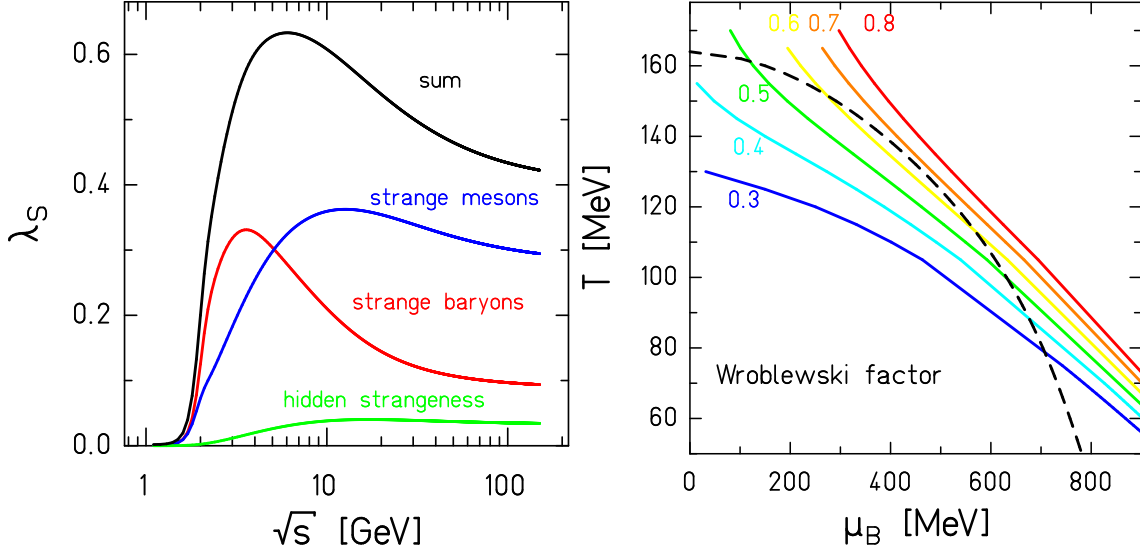 0.6
0.4
0.2
0.0
λS
sum
strange mesons
strange baryons
hidden strangeness
1 10 100
√s [GeV]
0.6 0.7 0.8
0.5
0.4
0.3
160
140
120
100
80
60
T [MeV]
Wroblewski factor
0 200 400 600 800
μB [MeV]